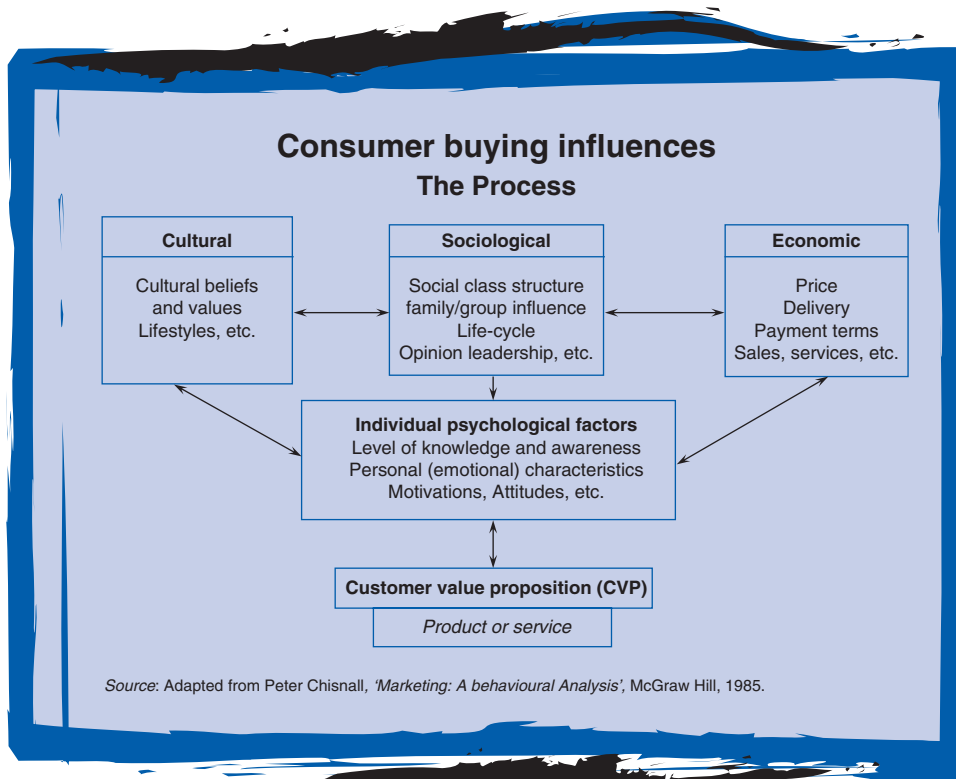 Consumer buying influences
The Process
Cultural
Cultural beliefs
and values
Lifestyles, etc.
Sociological
Social class structure
family/group influence
Life-cycle
Opinion leadership, etc.
Economic
Price
Delivery
Payment terms
Sales, services, etc.
Individual psychological factors
Level of knowledge and awareness
Personal (emotional) characteristics
Motivations, Attitudes, etc.
Customer value proposition (CVP)
Product or service
Source: Adapted from Peter Chisnall, ‘Marketing: A behavioural Analysis’, McGraw Hill, 1985.